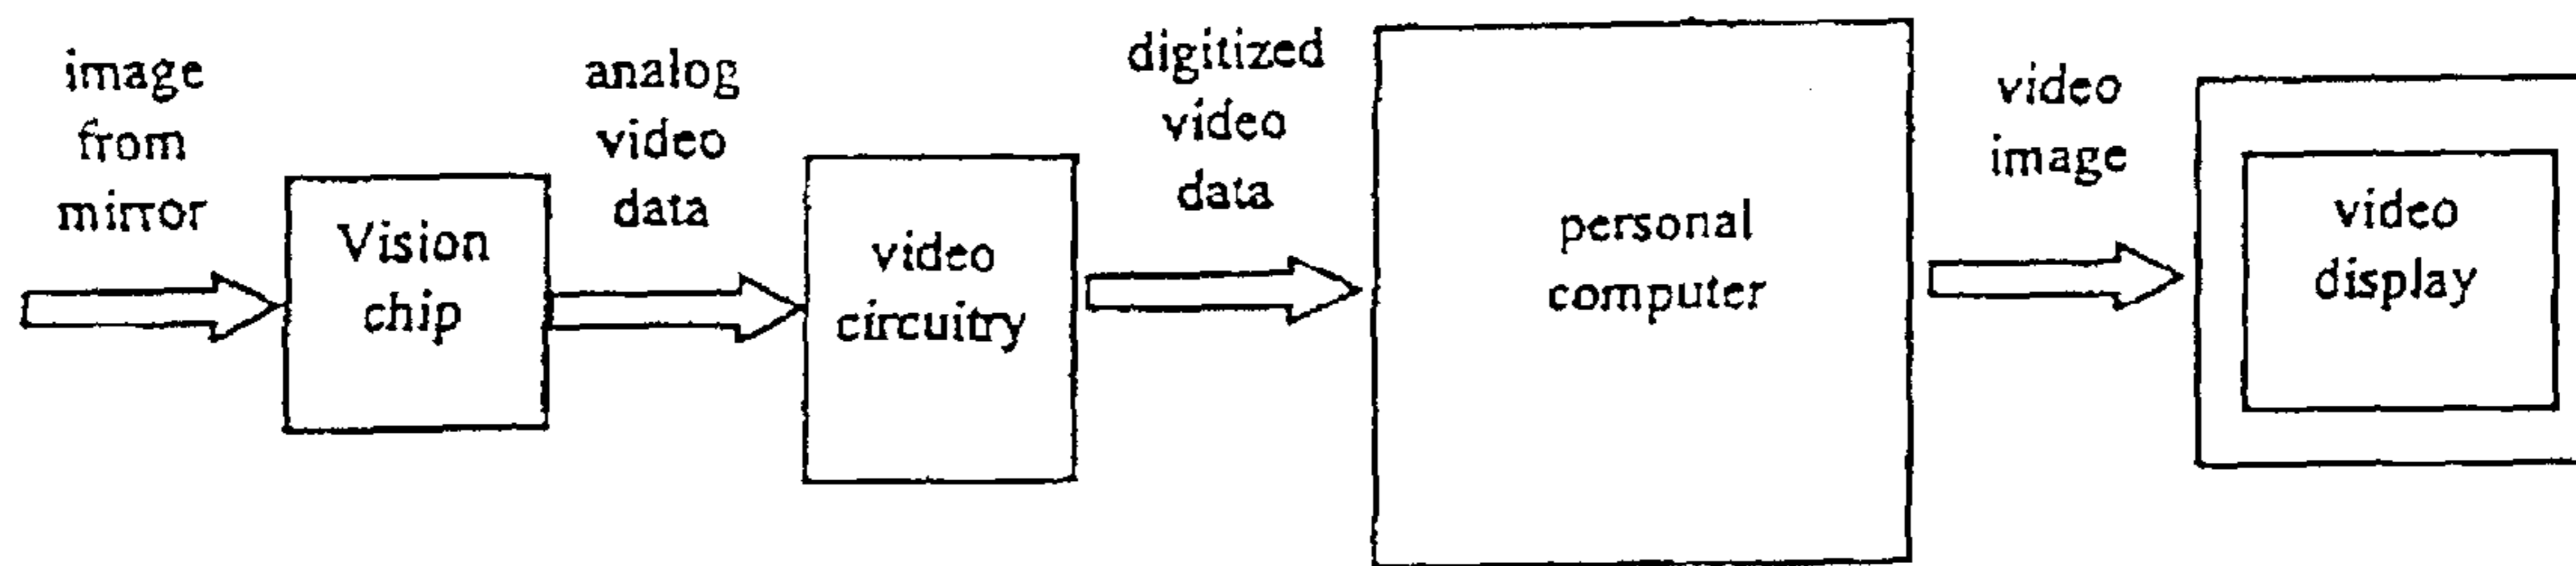 image
from
mirror
Vision
chip
analog
video
data
video
circuitry
digitized
video
data
personal
computer
video
image
video
display